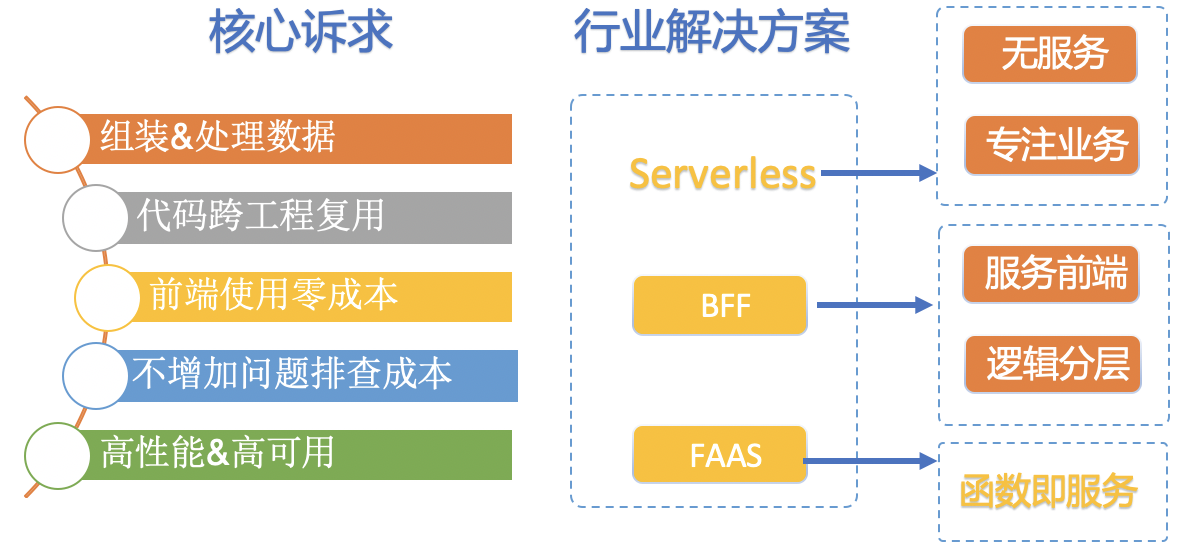 核心诉求
组装&处理数据
代码跨工程复用
前端使用零成本
不增加问题排查成本
高性能&高可用
行业解决方案
Serverless
BFF
FAAS
无服务
专注业务
服务前端
逻辑分层
函数即服务